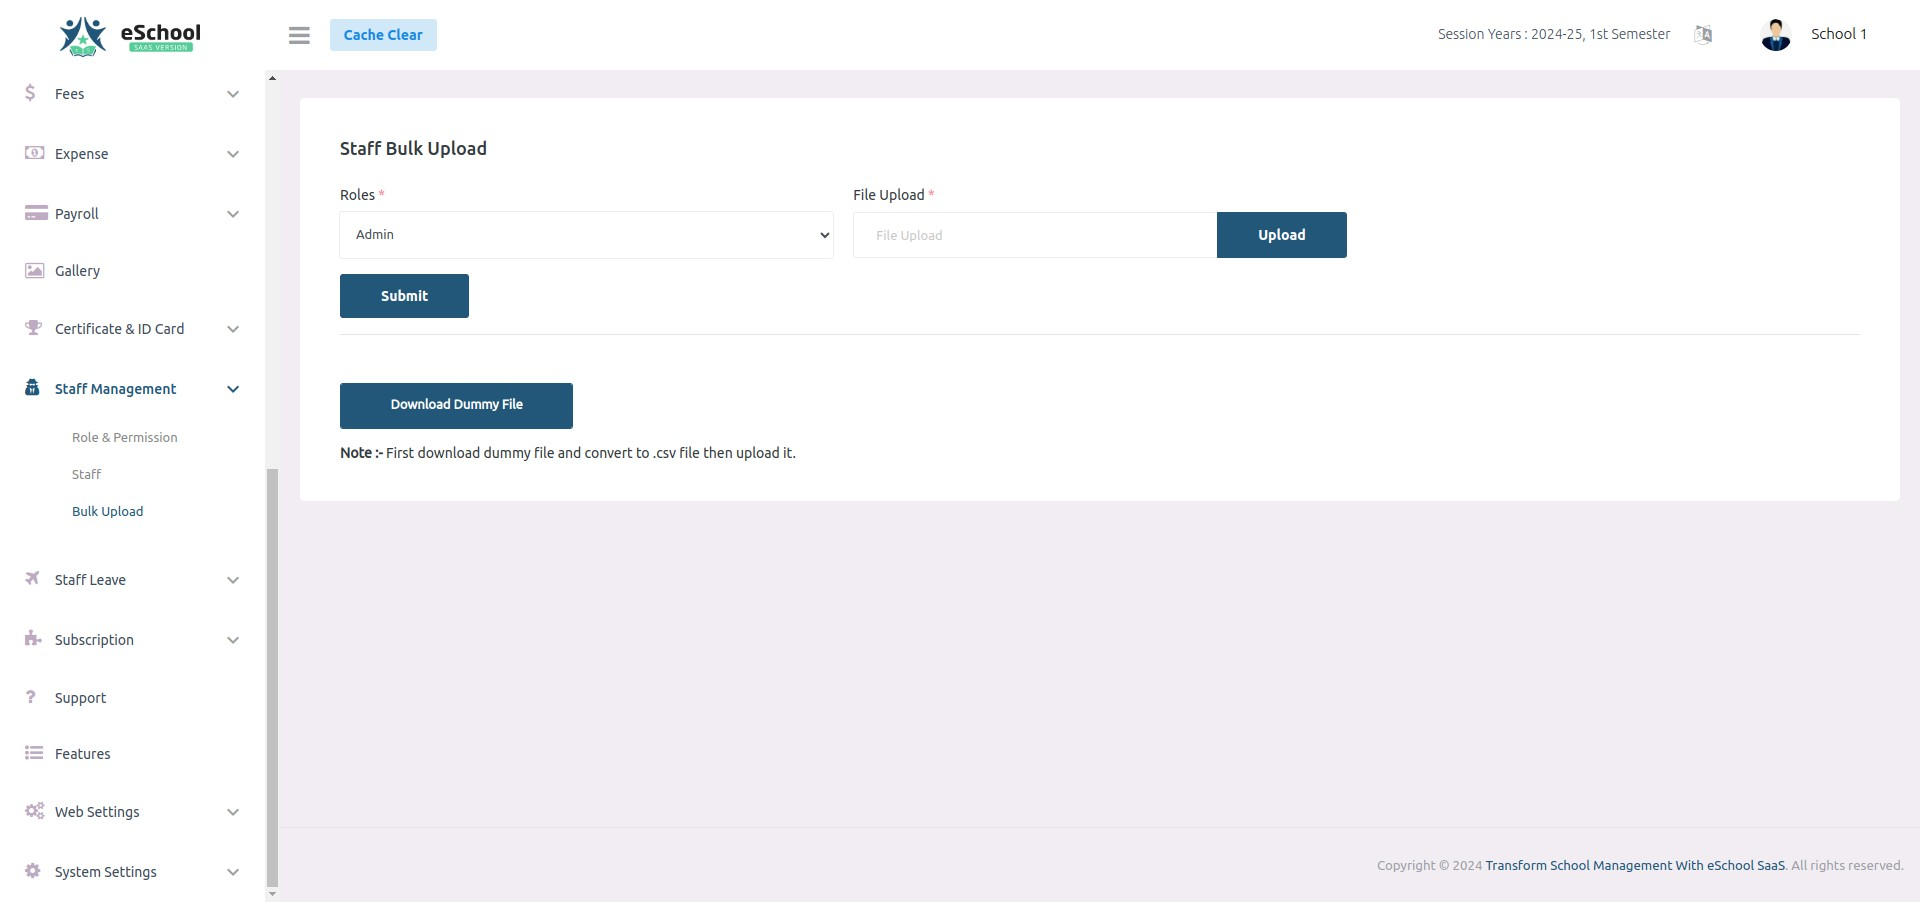 eSchool
SAAS VERSION
Cache Clear
Session Years : 2024-25, 1st Semester
School 1
Fees
Expense
Payroll
Gallery
Certificate & ID Card
Staff Management
Role & Permission
Staff
Bulk Upload
Staff Leave
Subscription
Support
Features
Web Settings
System Settings
Staff Bulk Upload
Roles *
File Upload *
Admin
File Upload
Upload
Submit
Download Dummy File
Note :- First download dummy file and convert to .csv file then upload it.
Copyright © 2024 Transform School Management With eSchool SaaS. All rights reserved.